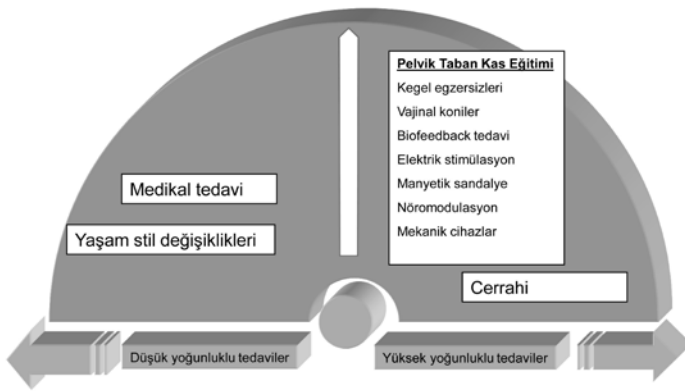 Pelvik Taban Kas Eğitimi
Kegel egzersizleri
Vajinal koniler
Biofeedback tedavi
Elektrik stimülasyon
Manyetik sandalye
Nöromodulasyon
Mekanik cihazlar
Medikal tedavi
Yaşam stil değişiklikleri
Cerrahi
Düşük yoğunluklu tedaviler
Yüksek yoğunluklu tedaviler